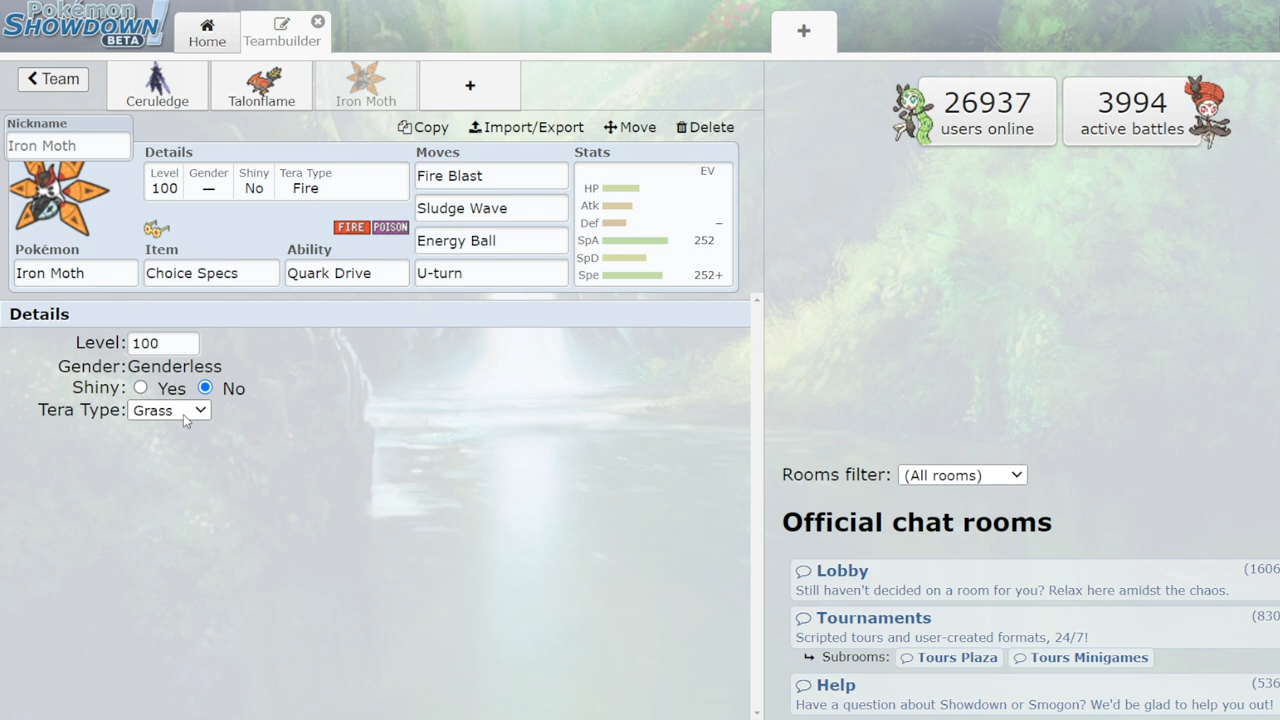 Pokémon
SHOWDOWN!
BETA
Home
Teambuilder
+
Team
Ceruledge
Talonflame
Iron Moth
+
26937
users online
3994
active battles
Nickname
Iron Moth
Copy
Import/Export
Move
Delete
Details
Moves
Stats
Level
100
Gender
—
Shiny
No
Tera Type
Fire
Fire Blast
Sludge Wave
Energy Ball
U-turn
EV
HP
Atk
Def –
SpA 252
SpD
Spe 252+
FIRE POISON
Pokémon
Iron Moth
Item
Choice Specs
Ability
Quark Drive
Details
Level: 100
Gender: Genderless
Shiny: Yes No
Tera Type: Grass
Rooms filter: (All rooms)
Official chat rooms
Lobby (1606
Still haven't decided on a room for you? Relax here amidst the chaos.
Tournaments (830
Scripted tours and user-created formats, 24/7!
Subrooms: Tours Plaza Tours Minigames
Help (536
Have a question about Showdown or Smogon? We'd be glad to help you out!